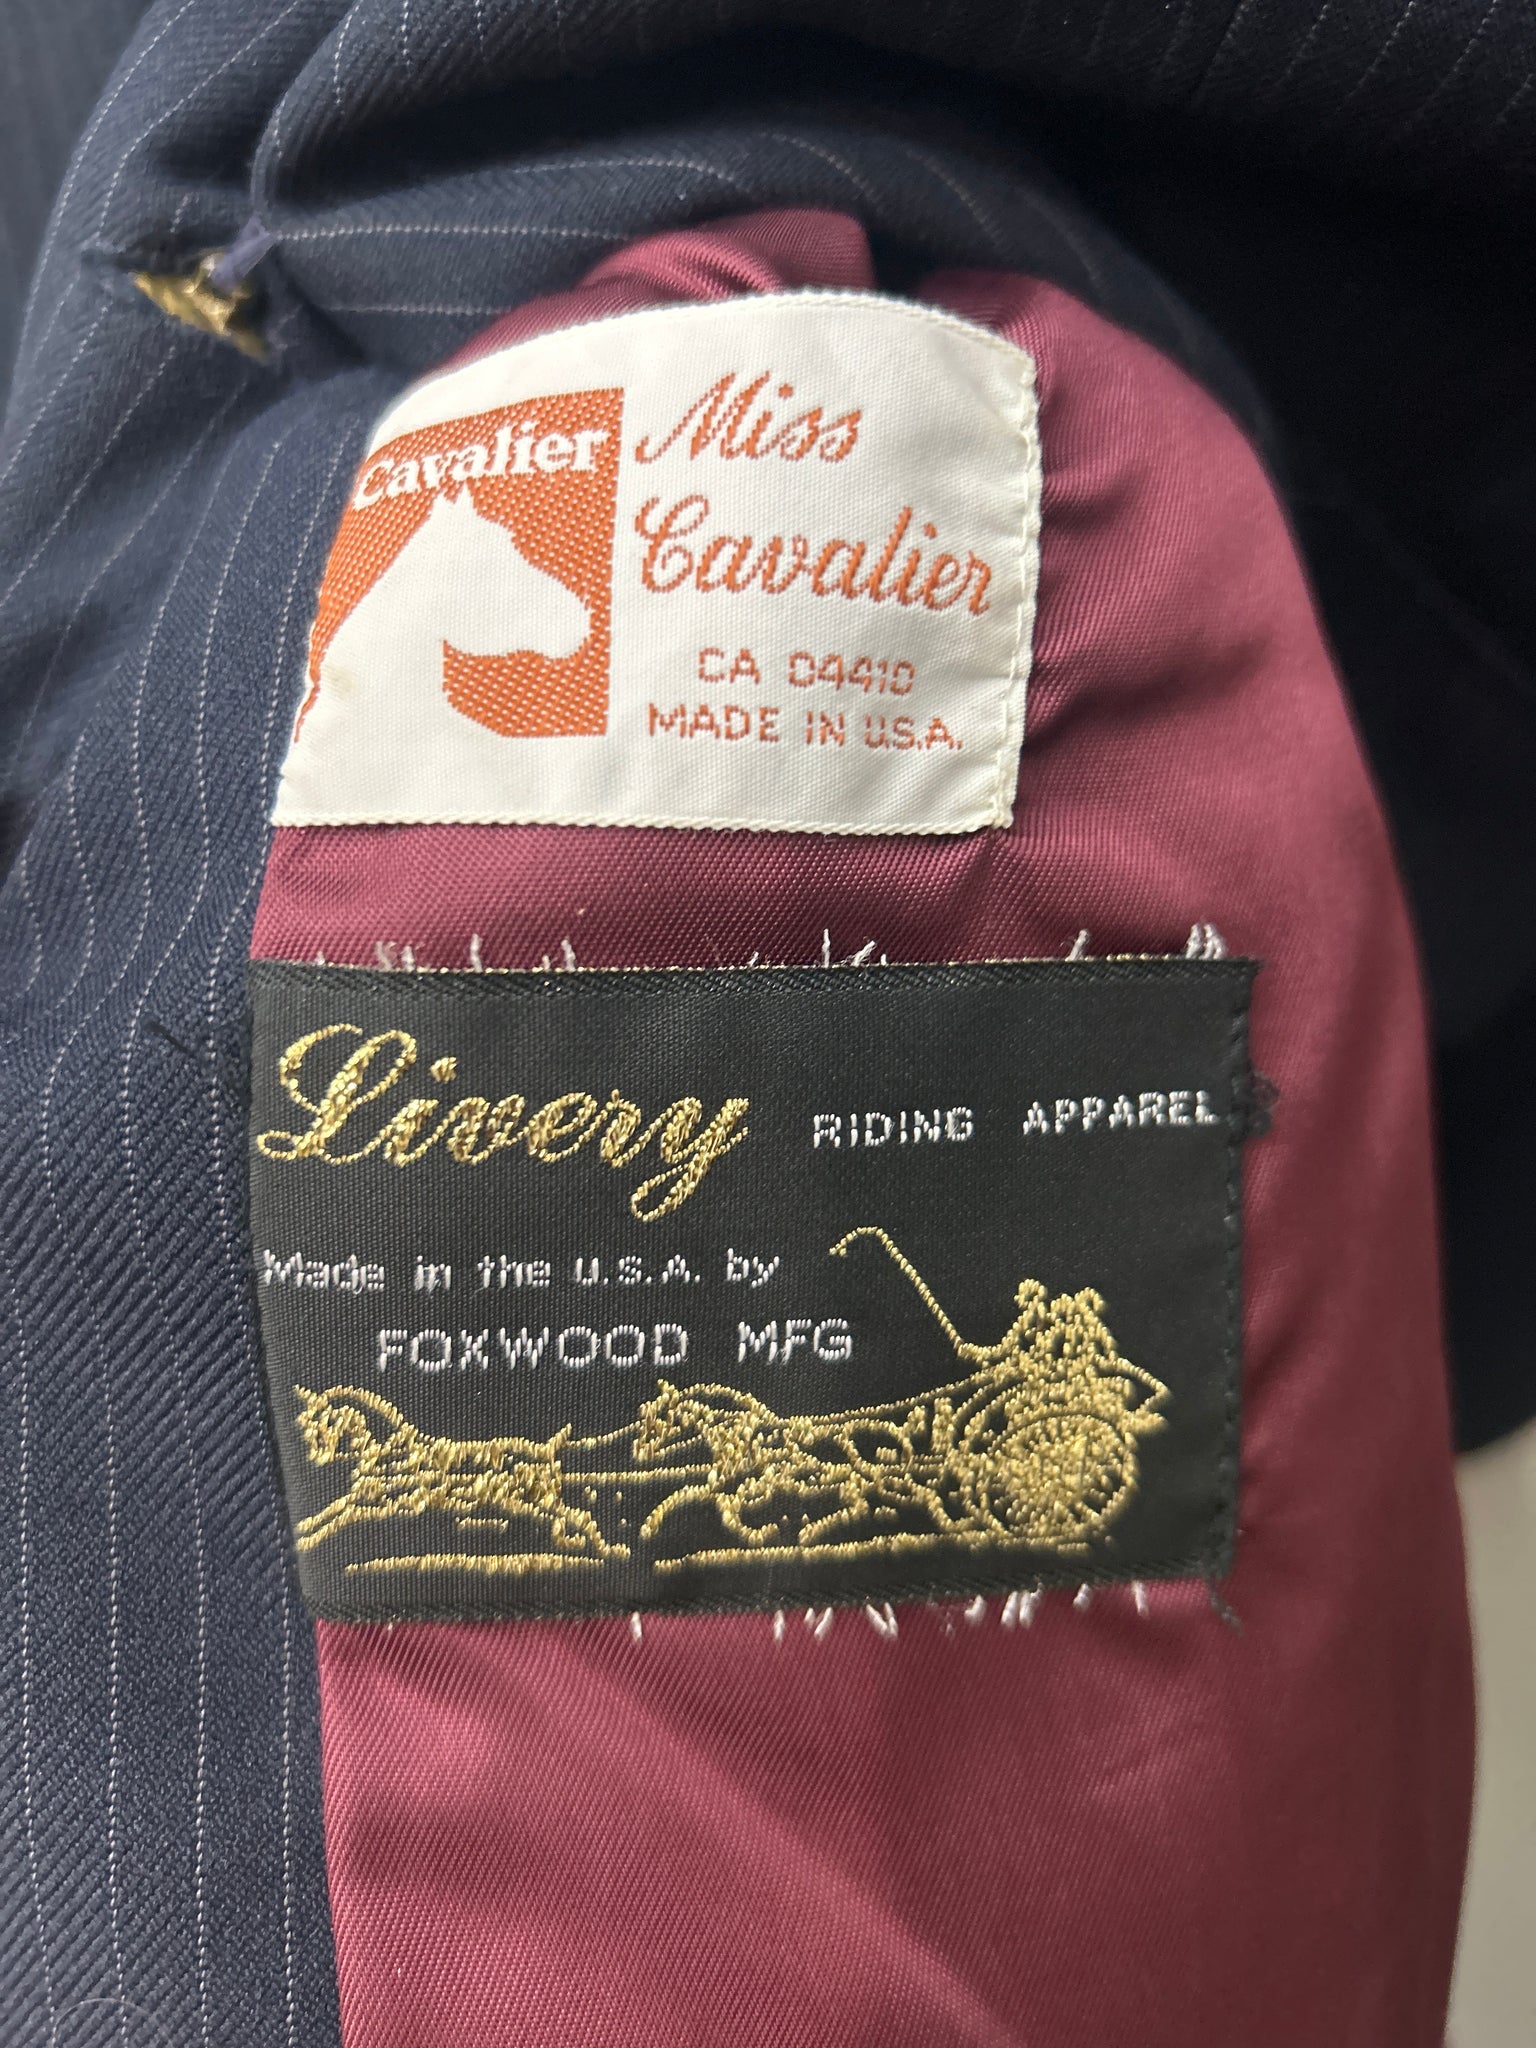 Cavalier
Miss
Cavalier
CA 04410
MADE IN U.S.A.
Livery RIDING APPAREL
Made in the U.S.A. by
FOXWOOD MFG